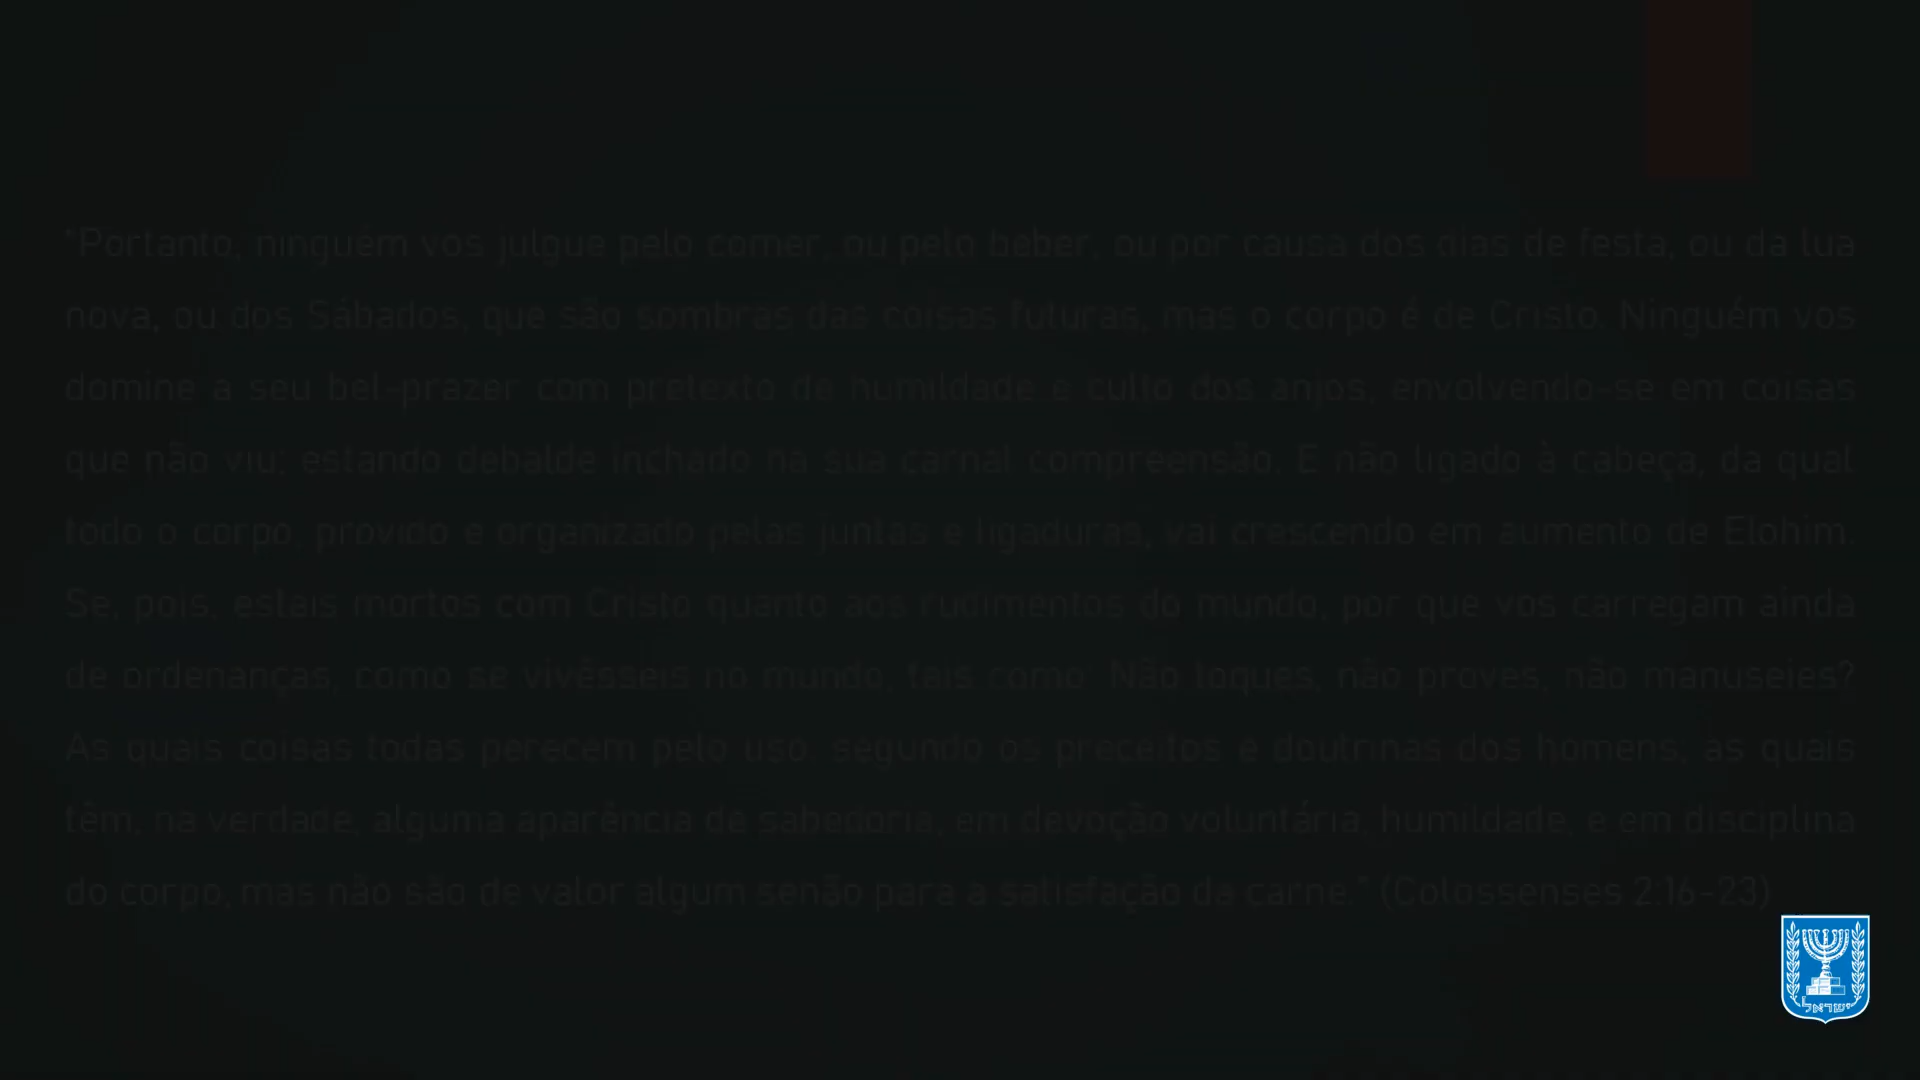 "Portanto, ninguém vos julgue pelo comer, ou pelo beber, ou por causa dos dias de festa, ou da lua
nova, ou dos Sábados, que são sombras das coisas futuras, mas o corpo é de Cristo. Ninguém vos
domine a seu bel-prazer com pretexto de humildade e culto dos anjos, envolvendo-se em coisas
que não viu; estando debalde inchado na sua carnal compreensão, E não ligado à cabeça, da qual
todo o corpo, provido e organizado pelas juntas e ligaduras, vai crescendo em aumento de Elohim.
Se, pois, estais mortos com Cristo quanto aos rudimentos do mundo, por que vos carregam ainda
de ordenanças, como se vivêsseis no mundo, tais como: Não toques, não proves, não manuseies?
As quais coisas todas perecem pelo uso, segundo os preceitos e doutrinas dos homens; as quais
têm, na verdade, alguma aparência de sabedoria, em devoção voluntária, humildade, e em disciplina
do corpo, mas não são de valor algum senão para a satisfação da carne." (Colossenses 2:16-23)
ישראל